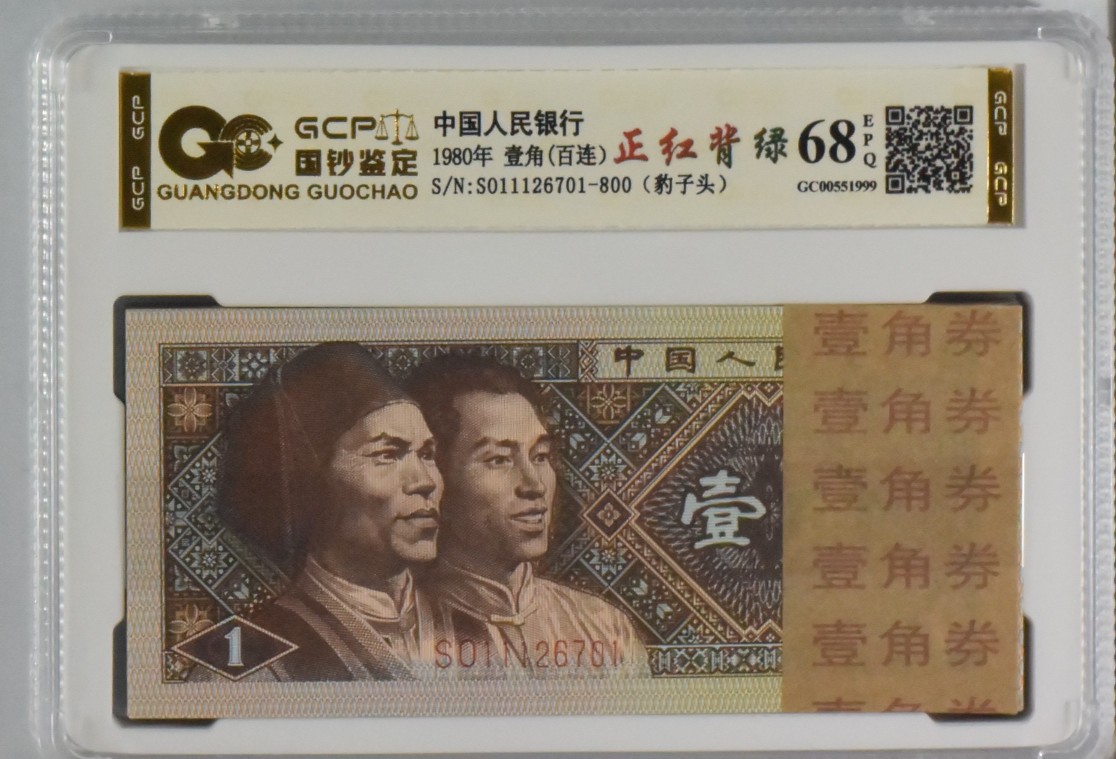 GCP GCP
GCP
国钞鉴定
GUANGDONG GUOCHAO
中国人民银行
1980年 壹角(百连) 正红背绿
S/N:S011126701-800（豹子头）
68 EPQ
GC00551999
GCP GCP
中国人
壹
1
26701
壹角券
壹角券
壹角券
壹角券
壹角券